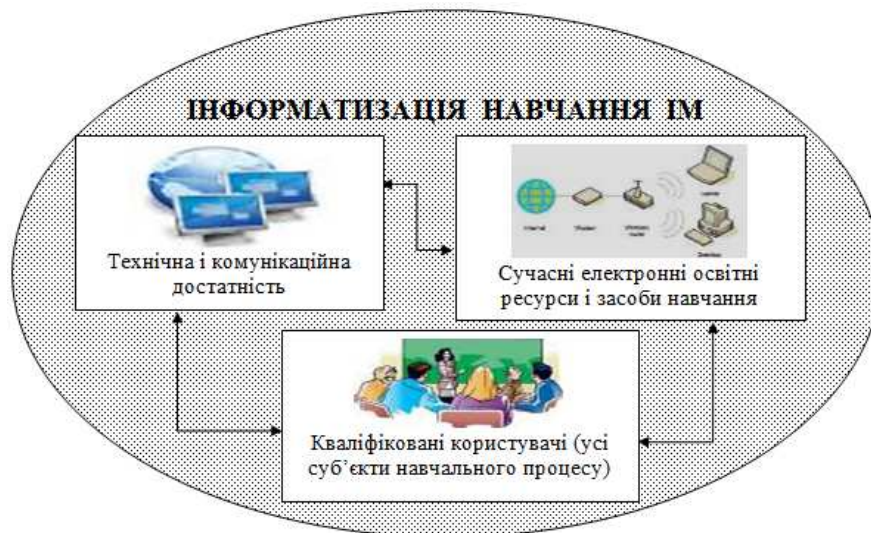 ІНФОРМАТИЗАЦІЯ НАВЧАННЯ ІМ
Технічна і комунікаційна
достатність
Internet
Сучасні електронні освітні
ресурси і засоби навчання
Кваліфіковані користувачі (усі
суб’єкти навчального процесу)